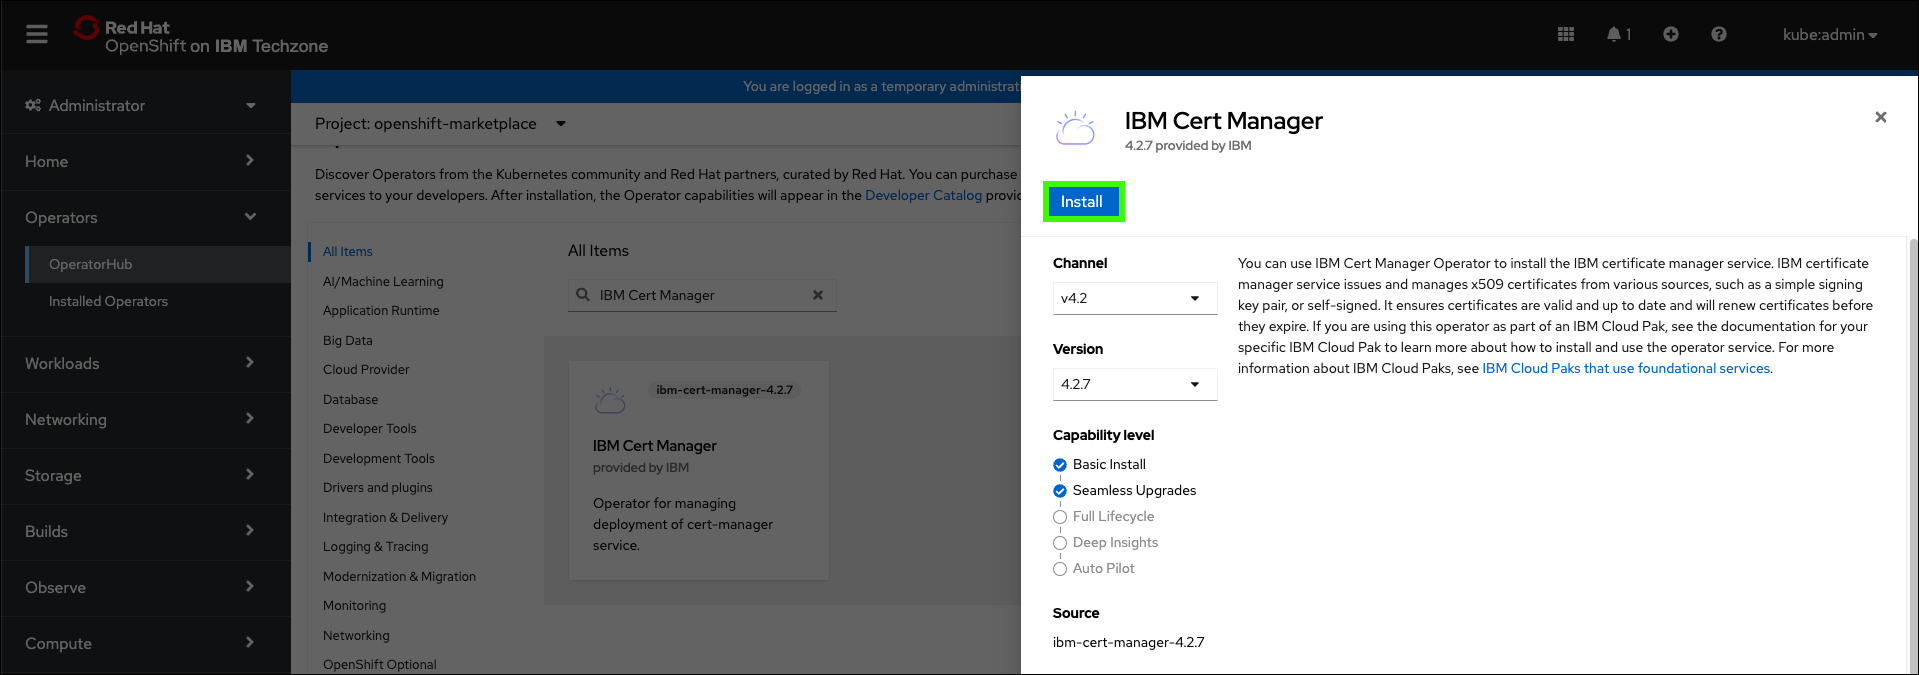 Red Hat
OpenShift on IBM Techzone
1
kube:admin
Administrator
Home
Operators
OperatorHub
Installed Operators
Workloads
Networking
Storage
Builds
Observe
Compute
You are logged in as a temporary administrati
Project: openshift-marketplace
Discover Operators from the Kubernetes community and Red Hat partners, curated by Red Hat. You can purchase
services to your developers. After installation, the Operator capabilities will appear in the Developer Catalog provid
All Items
AI/Machine Learning
Application Runtime
Big Data
Cloud Provider
Database
Developer Tools
Development Tools
Drivers and plugins
Integration & Delivery
Logging & Tracing
Modernization & Migration
Monitoring
Networking
OpenShift Optional
All Items
IBM Cert Manager
ibm-cert-manager-4.2.7
IBM Cert Manager
provided by IBM
Operator for managing
deployment of cert-manager
service.
IBM Cert Manager
4.2.7 provided by IBM
Install
Channel
v4.2
Version
4.2.7
Capability level
Basic Install
Seamless Upgrades
Full Lifecycle
Deep Insights
Auto Pilot
Source
ibm-cert-manager-4.2.7
You can use IBM Cert Manager Operator to install the IBM certificate manager service. IBM certificate
manager service issues and manages x509 certificates from various sources, such as a simple signing
key pair, or self-signed. It ensures certificates are valid and up to date and will renew certificates before
they expire. If you are using this operator as part of an IBM Cloud Pak, see the documentation for your
specific IBM Cloud Pak to learn more about how to install and use the operator service. For more
information about IBM Cloud Paks, see IBM Cloud Paks that use foundational services.